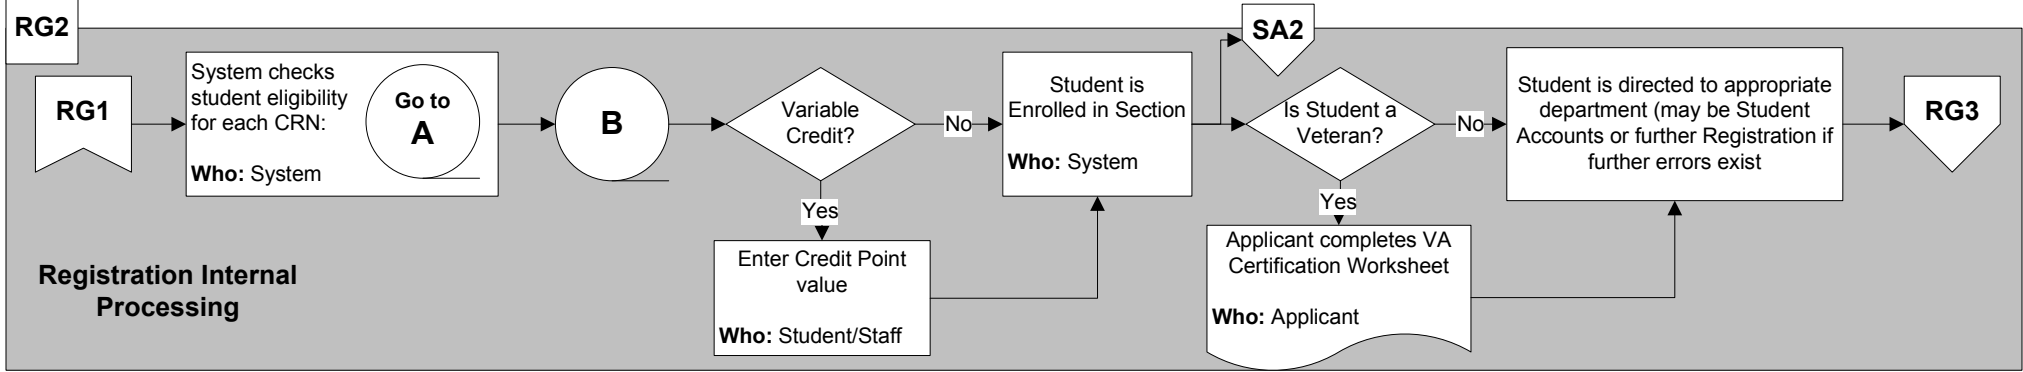 RG2
RG1
System checks
student eligibility
for each CRN:
Who: System
Go to
A
B
Variable
Credit?
No
Yes
Enter Credit Point
value
Who: Student/Staff
Student is
Enrolled in Section
Who: System
SA2
Is Student a
Veteran?
No
Yes
Applicant completes VA
Certification Worksheet
Who: Applicant
Student is directed to appropriate
department (may be Student
Accounts or further Registration if
further errors exist
RG3
Registration Internal
Processing